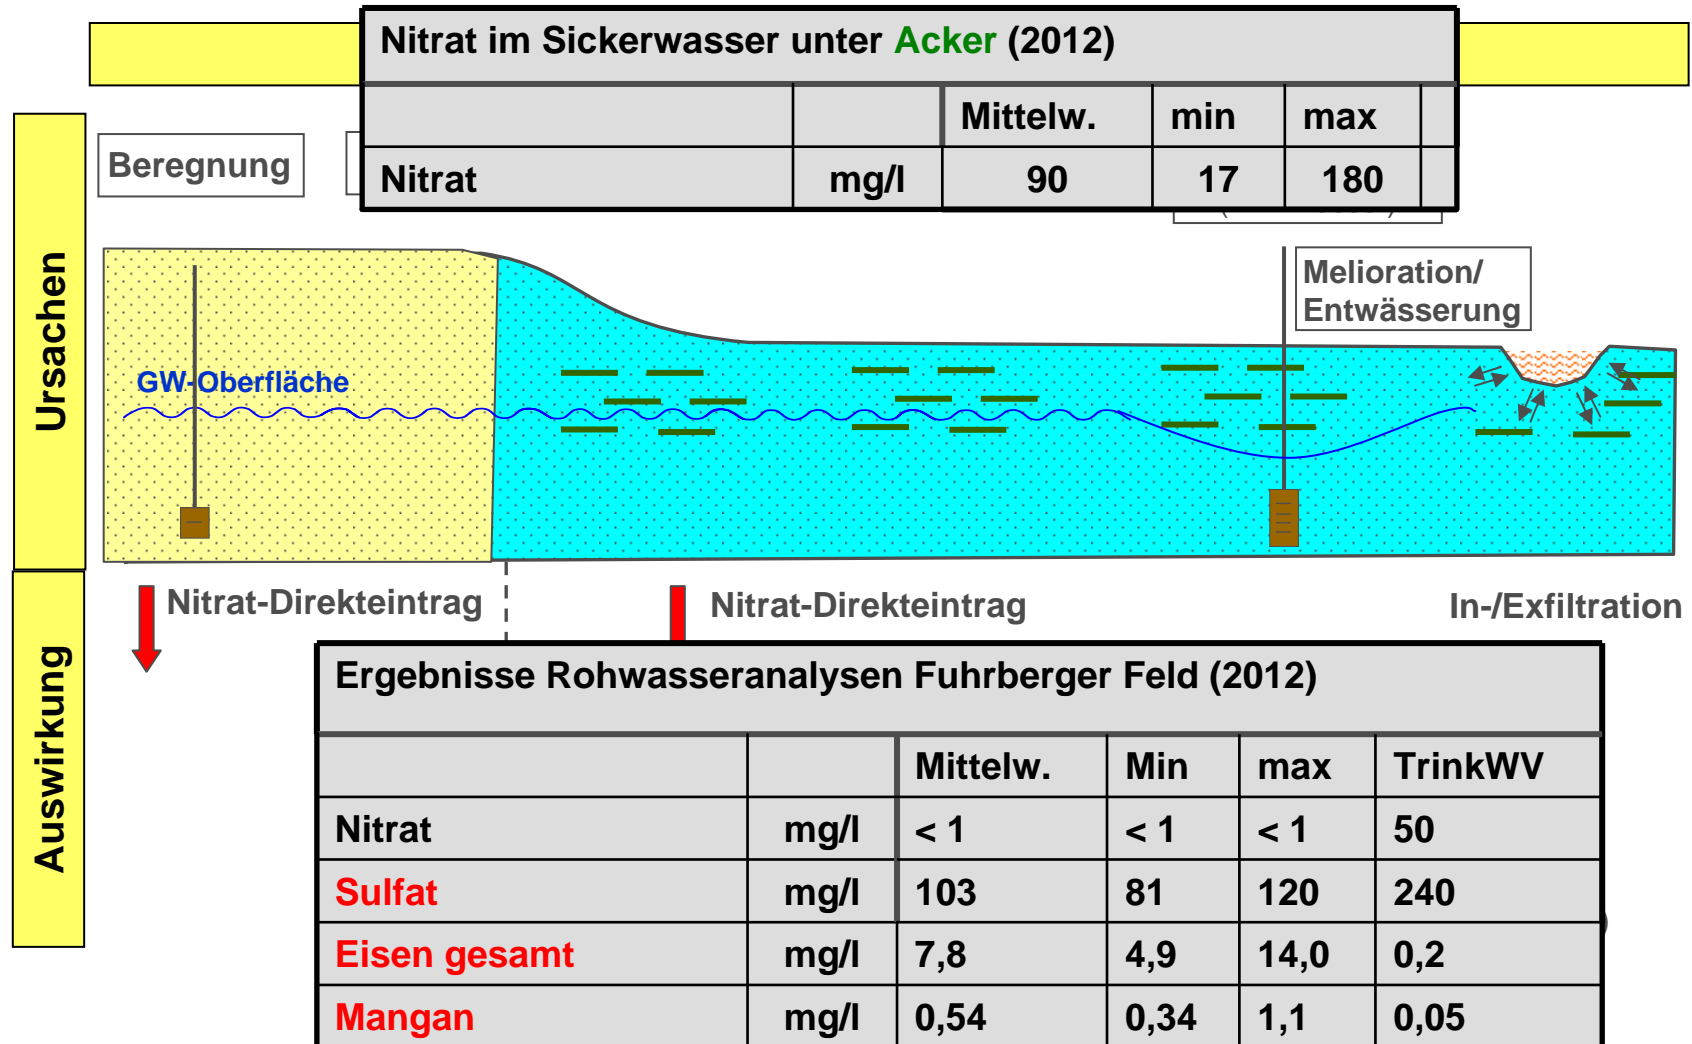 Nitrat im Sickerwasser unter Acker (2012)
Mittelw. min max
Nitrat mg/l 90 17 180
Ursachen
Beregnung
Melioration/
Entwässerung
GW-Oberfläche
Nitrat-Direkteintrag
Nitrat-Direkteintrag
In-/Exfiltration
Auswirkung
Ergebnisse Rohwasseranalysen Fuhrberger Feld (2012)
Mittelw. Min max TrinkWV
Nitrat mg/l < 1 < 1 < 1 50
Sulfat mg/l 103 81 120 240
Eisen gesamt mg/l 7,8 4,9 14,0 0,2
Mangan mg/l 0,54 0,34 1,1 0,05